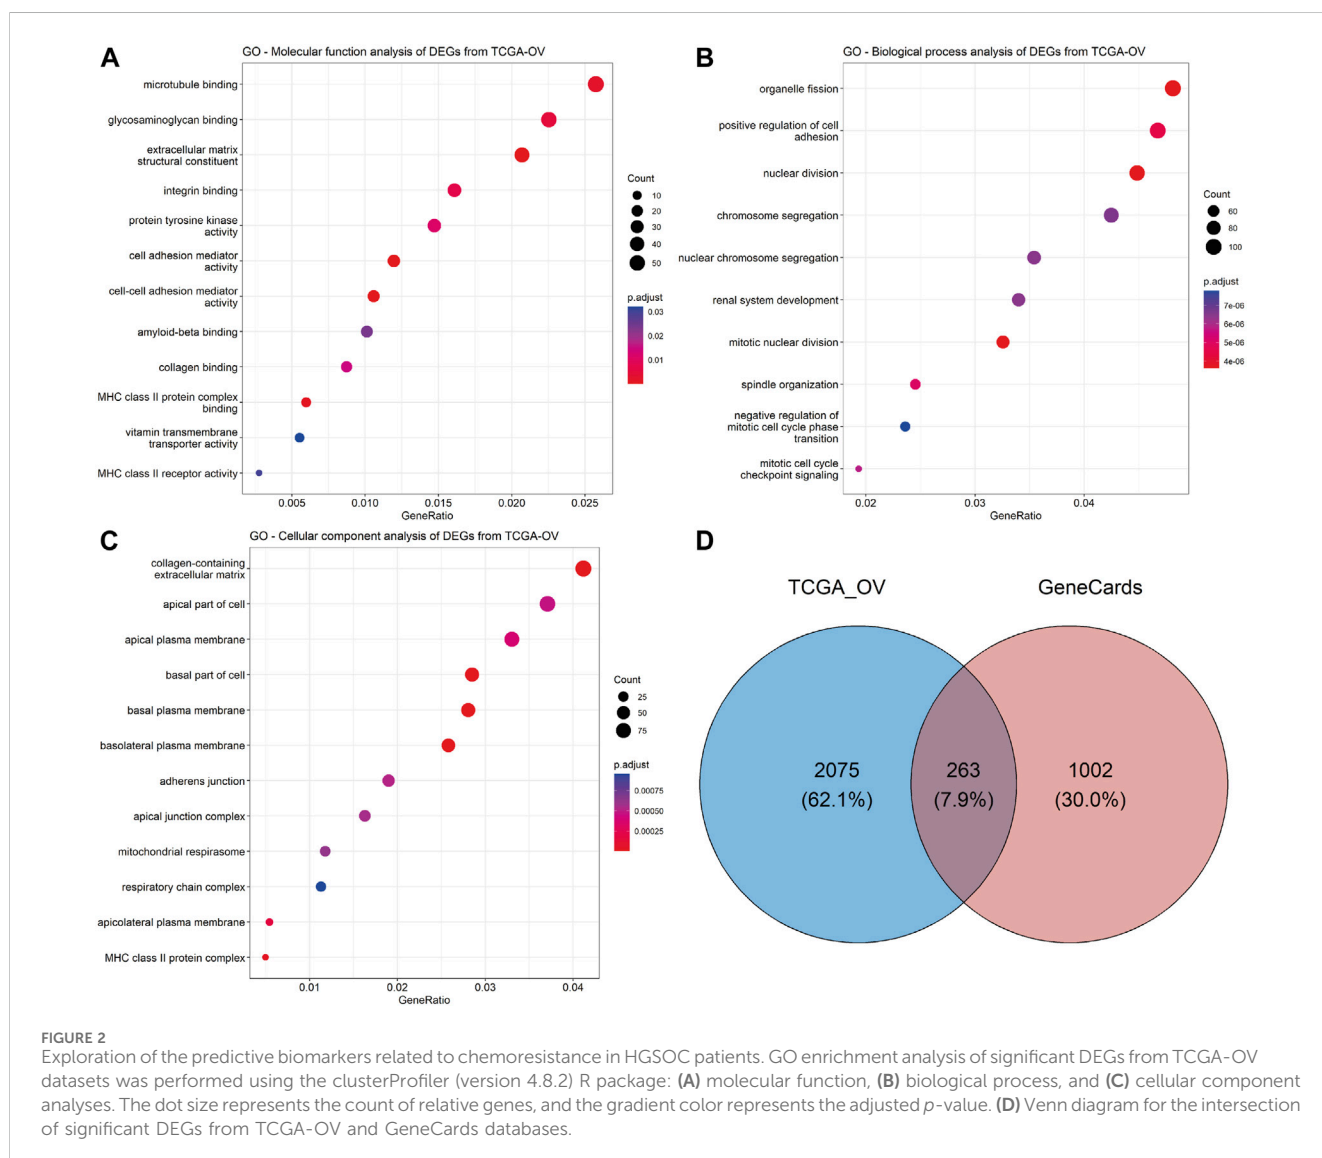 A
GO - Molecular function analysis of DEGs from TCGA-OV
microtubule binding
glycosaminoglycan binding
extracellular matrix
structural constituent
integrin binding
protein tyrosine kinase
activity
cell adhesion mediator
activity
cell-cell adhesion mediator
activity
amyloid-beta binding
collagen binding
MHC class II protein complex
binding
vitamin transmembrane
transporter activity
MHC class II receptor activity
0.005 0.010 0.015 0.020 0.025
GeneRatio
Count
10
20
30
40
50
p.adjust
0.03
0.02
0.01
B
GO - Biological process analysis of DEGs from TCGA-OV
organelle fission
positive regulation of cell
adhesion
nuclear division
chromosome segregation
nuclear chromosome segregation
renal system development
mitotic nuclear division
spindle organization
negative regulation of
mitotic cell cycle phase
transition
mitotic cell cycle
checkpoint signaling
0.02 0.03 0.04
GeneRatio
Count
60
80
100
p.adjust
7e-06
6e-06
5e-06
4e-06
C
GO - Cellular component analysis of DEGs from TCGA-OV
collagen-containing
extracellular matrix
apical part of cell
apical plasma membrane
basal part of cell
basal plasma membrane
basolateral plasma membrane
adherens junction
apical junction complex
mitochondrial respirasome
respiratory chain complex
apicolateral plasma membrane
MHC class II protein complex
0.01 0.02 0.03 0.04
GeneRatio
Count
25
50
75
p.adjust
0.00075
0.00050
0.00025
D
TCGA_OV GeneCards
2075 263 1002
(62.1%) (7.9%) (30.0%)
FIGURE 2
Exploration of the predictive biomarkers related to chemoresistance in HGSOC patients. GO enrichment analysis of significant DEGs from TCGA-OV
datasets was performed using the clusterProfiler (version 4.8.2) R package: (A) molecular function, (B) biological process, and (C) cellular component
analyses. The dot size represents the count of relative genes, and the gradient color represents the adjusted p-value. (D) Venn diagram for the intersection
of significant DEGs from TCGA-OV and GeneCards databases.